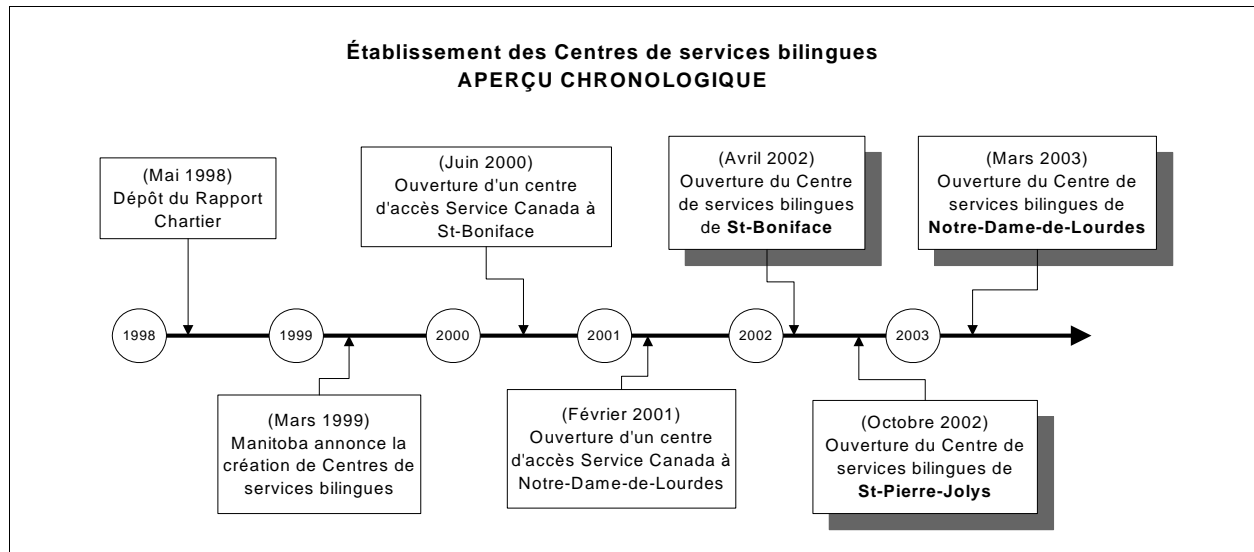 Établissement des Centres de services bilingues
APERÇU CHRONOLOGIQUE
(Mai 1998)
Dépôt du Rapport
Chartier
(Juin 2000)
Ouverture d'un centre
d'accès Service Canada à
St-Boniface
(Avril 2002)
Ouverture du Centre
de services bilingues
de St-Boniface
(Mars 2003)
Ouverture du Centre de
services bilingues de
Notre-Dame-de-Lourdes
1998
1999
2000
2001
2002
2003
(Mars 1999)
Manitoba annonce la
création de Centres de
services bilingues
(Février 2001)
Ouverture d'un centre
d'accès Service Canada à
Notre-Dame-de-Lourdes
(Octobre 2002)
Ouverture du Centre de
services bilingues de
St-Pierre-Jolys